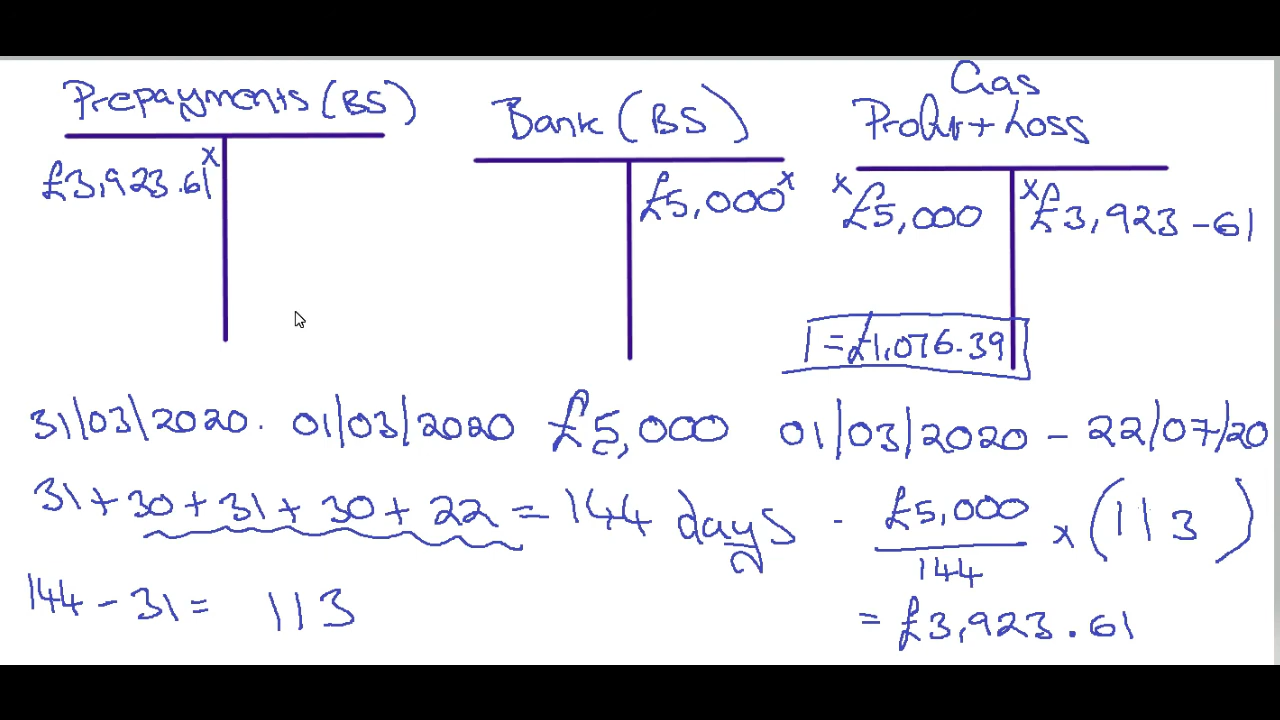 Prepayments (BS)
Bank (BS)
Gas
Profit + Loss
£3,923.61 x
£5,000 x
x £5,000
x £3,923-61
= £1,076.39
31/03/2020. 01/03/2020 £5,000 01/03/2020 - 22/07/20
31 + 30 + 31 + 30 + 22 = 144 days - £5,000 / 144 x (113)
144 - 31 = 113
= £3,923.61